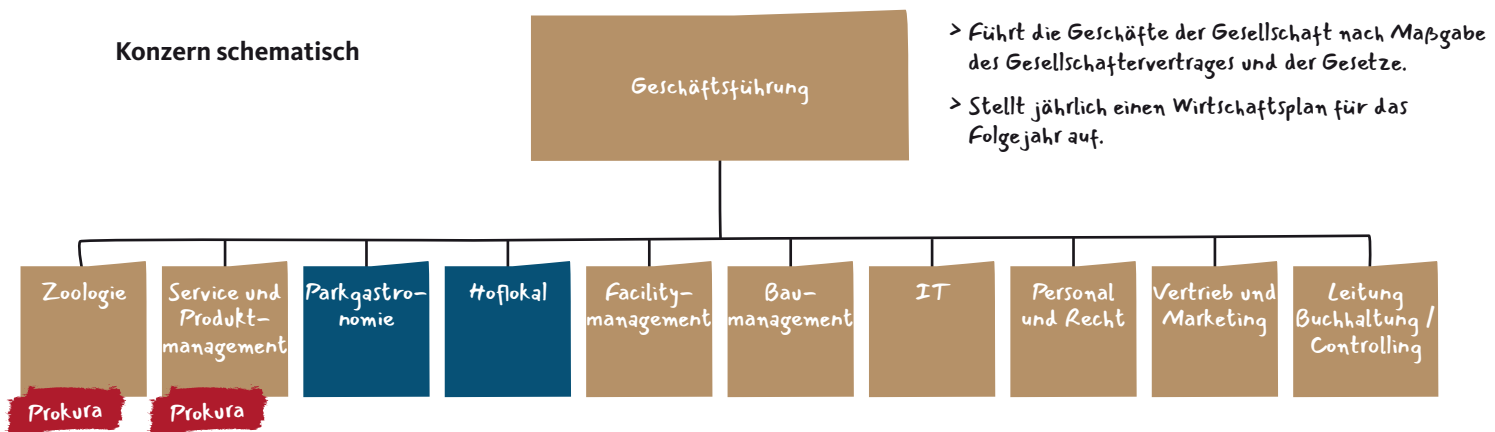 Konzern schematisch
Geschäftsführung
> Führt die Geschäfte der Gesellschaft nach Maßgabe
des Gesellschaftervertrages und der Gesetze.
> Stellt jährlich einen Wirtschaftsplan für das
Folgejahr auf.
Zoologie
Service und
Produkt-
management
Parkgastro-
nomie
Hoflokal
Facility-
management
Bau-
management
IT
Personal
und Recht
Vertrieb und
Marketing
Leitung
Buchhaltung /
Controlling
Prokura
Prokura